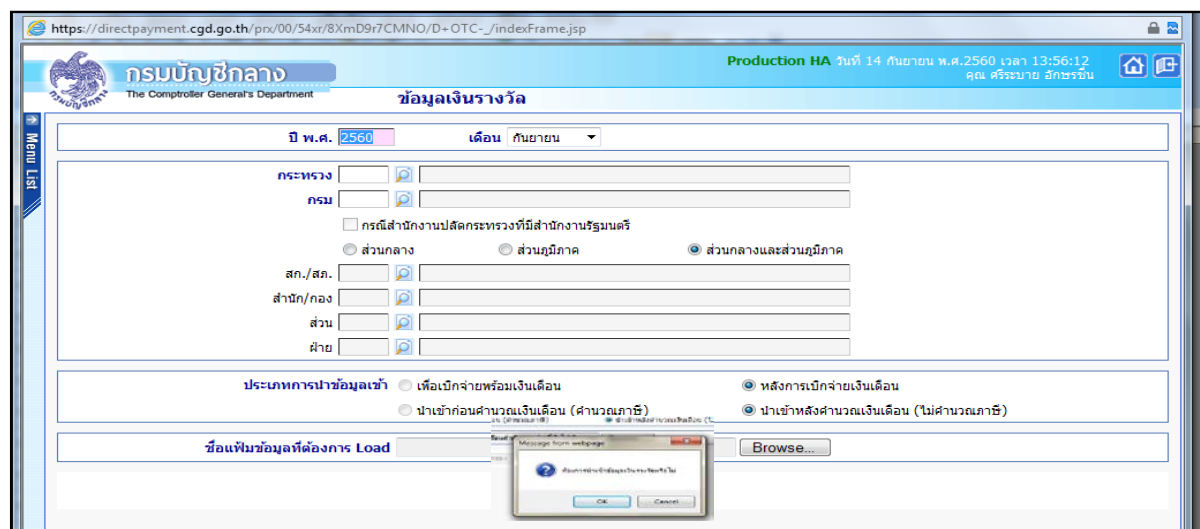 https://directpayment.cgd.go.th/prx/00/54xr/8XmD9r7CMNO/D+OTC-_/indexFrame.jsp
Production HA วันที่ 14 กันยายน พ.ศ.2560 เวลา 13:56:12
กรมบัญชีกลาง
คุณ ศรีระบาย อักษรขึ้น
The Comptroller General's Department
ข้อมูลเงินรางวัล
Menu List
ปี พ.ศ. 2560 เดือน กันยายน
กระทรวง
กรม
กรณีสำนักงานปลัดกระทรวงที่มีสำนักงานรัฐมนตรี
ส่วนกลาง ส่วนภูมิภาค ส่วนกลางและส่วนภูมิภาค
สก./สภ.
สำนัก/กอง
ส่วน
ฝ่าย
ประเภทการนำข้อมูลเข้า เพื่อเบิกจ่ายพร้อมเงินเดือน หลังการเบิกจ่ายเงินเดือน
นำเข้าก่อนคำนวณเงินเดือน (คำนวณภาษี) นำเข้าหลังคำนวณเงินเดือน (ไม่คำนวณภาษี)
ชื่อแฟ้มข้อมูลที่ต้องการ Load Browse...
Message from webpage
OK Cancel